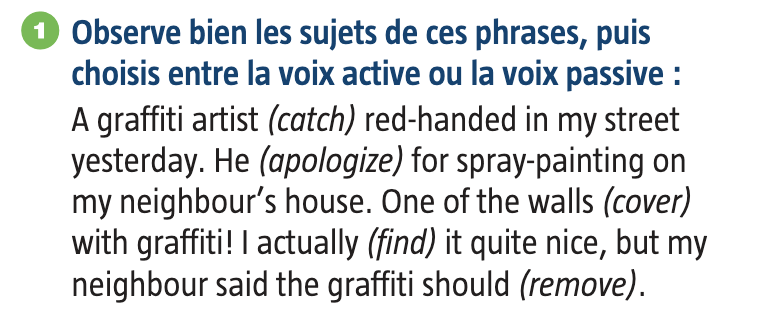 1 Observe bien les sujets de ces phrases, puis
choisis entre la voix active ou la voix passive :
A graffiti artist (catch) red-handed in my street
yesterday. He (apologize) for spray-painting on
my neighbour's house. One of the walls (cover)
with graffiti! I actually (find) it quite nice, but my
neighbour said the graffiti should (remove).